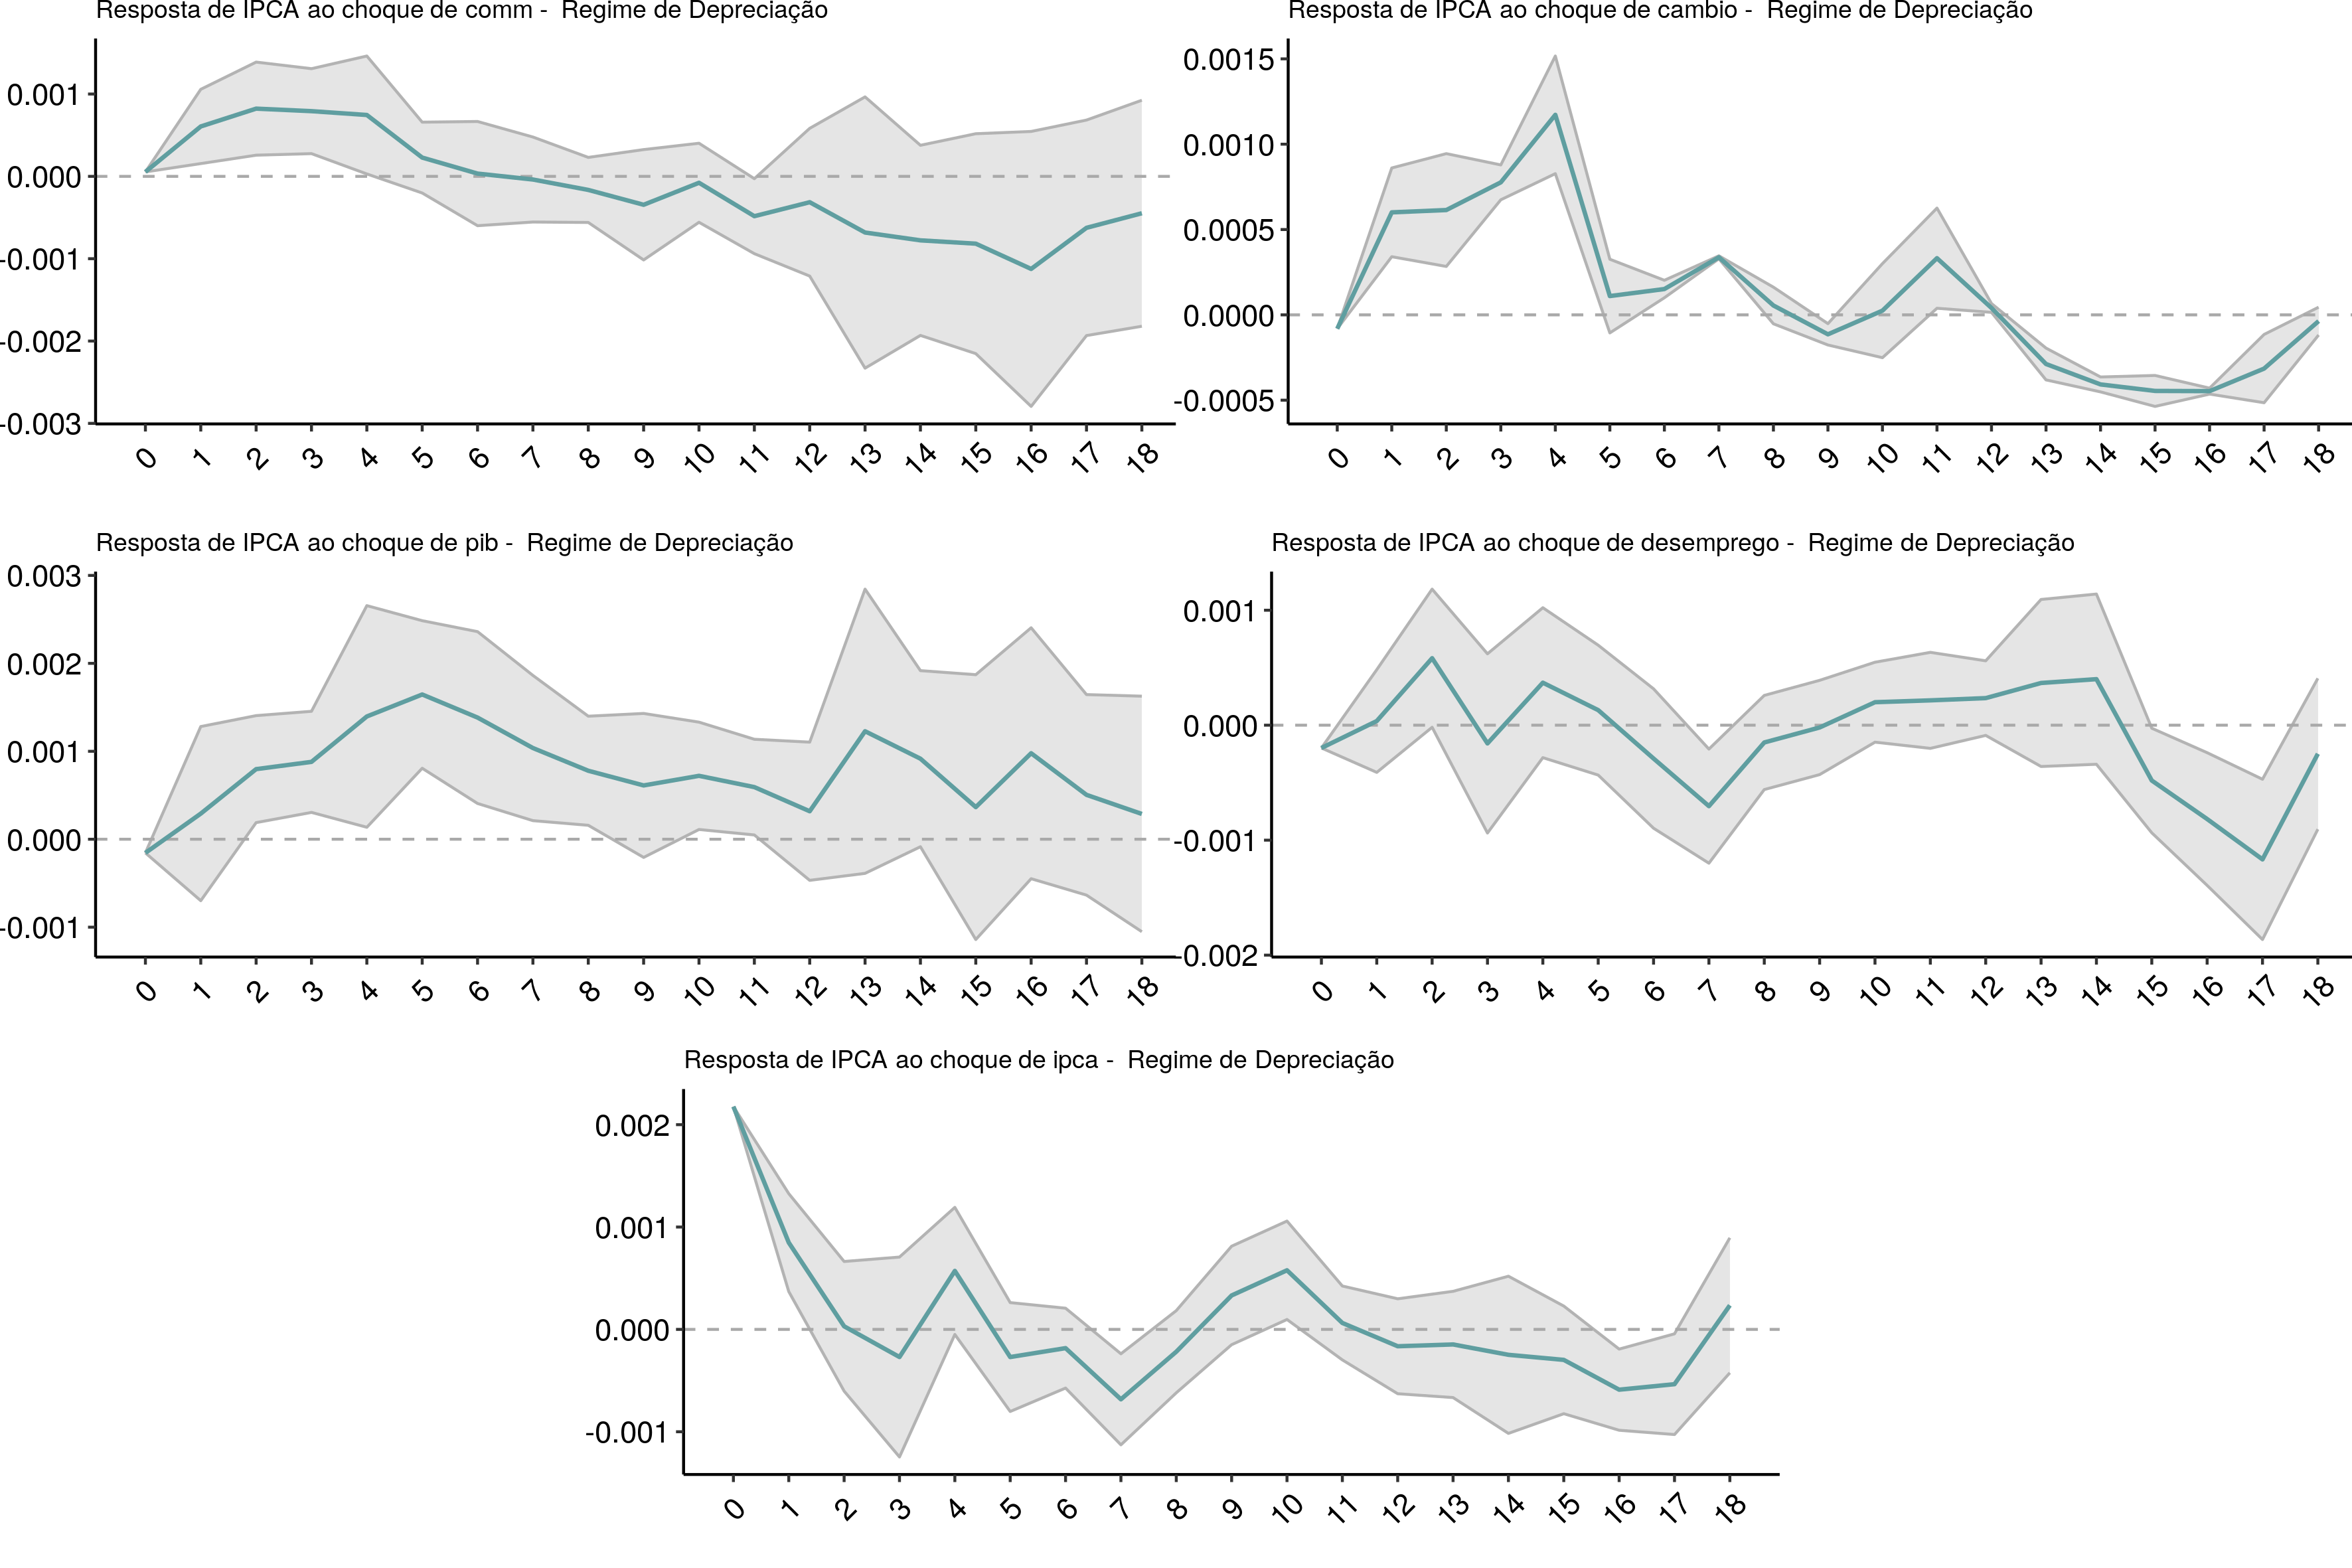 Resposta de IPCA ao choque de comm -  Regime de Depreciação
0.001
0.000
-0.001
-0.002
-0.003
0 1 2 3 4 5 6 7 8 9 10 11 12 13 14 15 16 17 18
Resposta de IPCA ao choque de cambio -  Regime de Depreciação
0.0015
0.0010
0.0005
0.0000
-0.0005
0 1 2 3 4 5 6 7 8 9 10 11 12 13 14 15 16 17 18
Resposta de IPCA ao choque de pib -  Regime de Depreciação
0.003
0.002
0.001
0.000
-0.001
0 1 2 3 4 5 6 7 8 9 10 11 12 13 14 15 16 17 18
Resposta de IPCA ao choque de desemprego -  Regime de Depreciação
0.001
0.000
-0.001
-0.002
0 1 2 3 4 5 6 7 8 9 10 11 12 13 14 15 16 17 18
Resposta de IPCA ao choque de ipca -  Regime de Depreciação
0.002
0.001
0.000
-0.001
0 1 2 3 4 5 6 7 8 9 10 11 12 13 14 15 16 17 18